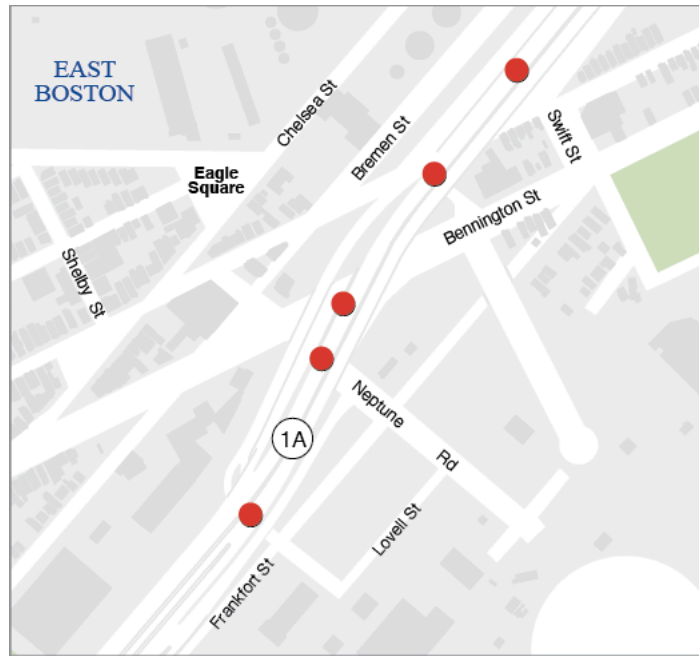 EAST
BOSTON
Chelsea St
Bremen St
Swift St
Eagle
Square
Bennington St
Shelby St
Neptune
Rd
1A
Lovell St
Frankfort St